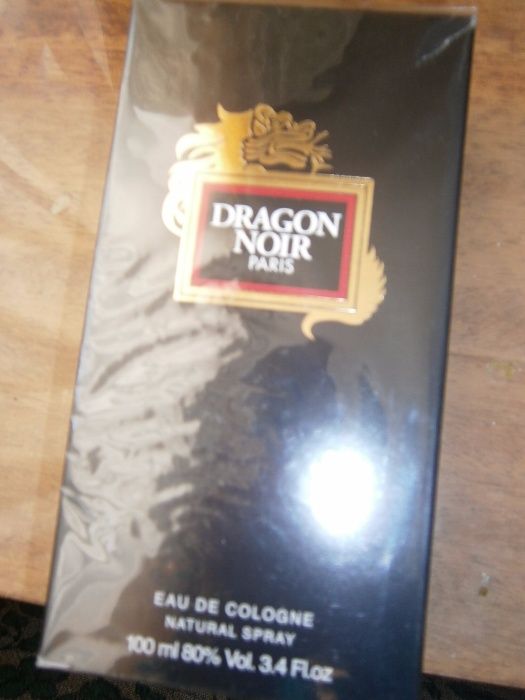 DRAGON
NOIR
PARIS
EAU DE COLOGNE
NATURAL SPRAY
100 ml 80% Vol. 3.4 Fl.oz